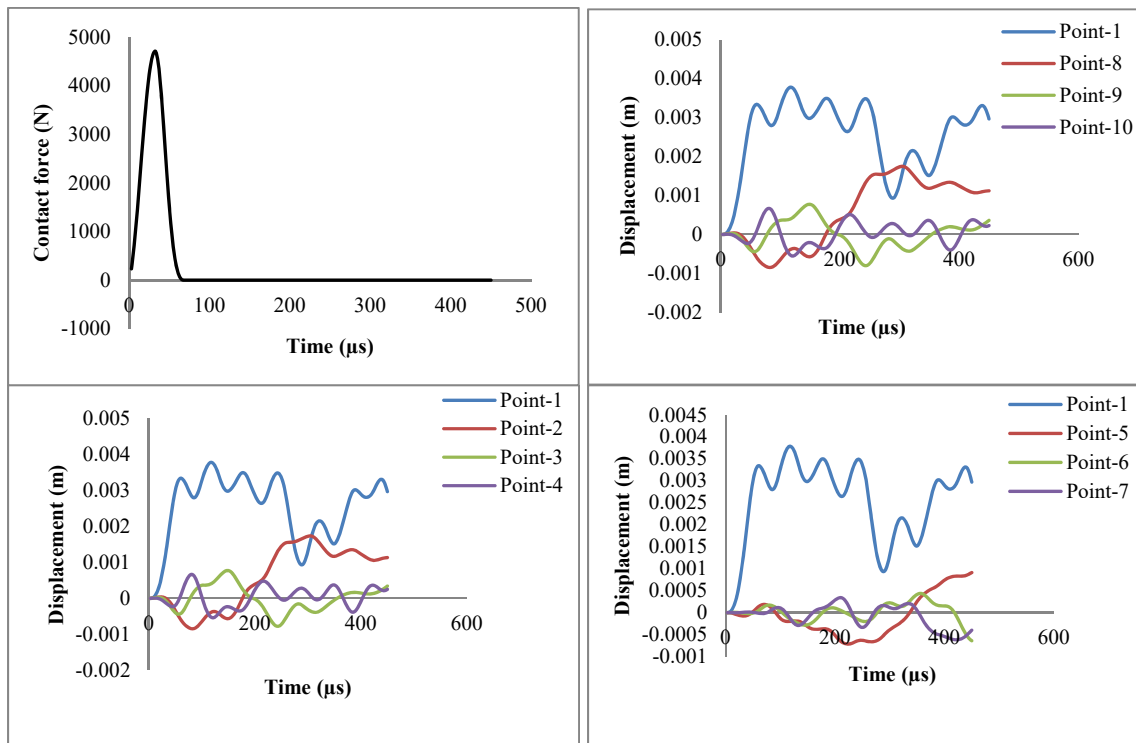 5000
4000
3000
2000
1000
0
-1000
0
100
200
300
400
500
Contact force (N)
Time (µs)
0.005
0.004
0.003
0.002
0.001
0
-0.001
-0.002
0
200
400
600
Displacement (m)
Time (µs)
Point-1
Point-8
Point-9
Point-10
0.005
0.004
0.003
0.002
0.001
0
-0.001
-0.002
0
200
400
600
Displacement (m)
Time (µs)
Point-1
Point-2
Point-3
Point-4
0.0045
0.004
0.0035
0.003
0.0025
0.002
0.0015
0.001
0.0005
0
-0.0005
-0.001
0
200
400
600
Displacement (m)
Time (µs)
Point-1
Point-5
Point-6
Point-7